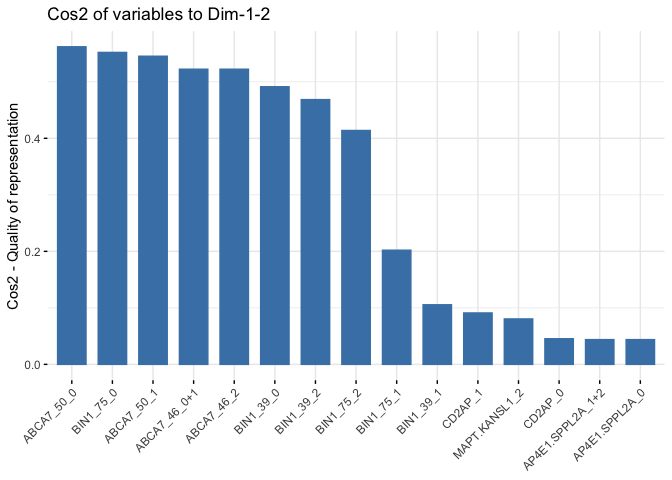 Cos2 of variables to Dim-1-2
Cos2 - Quality of representation
0.4
0.2
0.0
ABCA7_50_0
BIN1_75_0
ABCA7_50_1
ABCA7_46_0+1
ABCA7_46_2
BIN1_39_0
BIN1_39_2
BIN1_75_2
BIN1_75_1
BIN1_39_1
CD2AP_1
MAPT.KANSL1_2
CD2AP_0
AP4E1.SPPL2A_1+2
AP4E1.SPPL2A_0